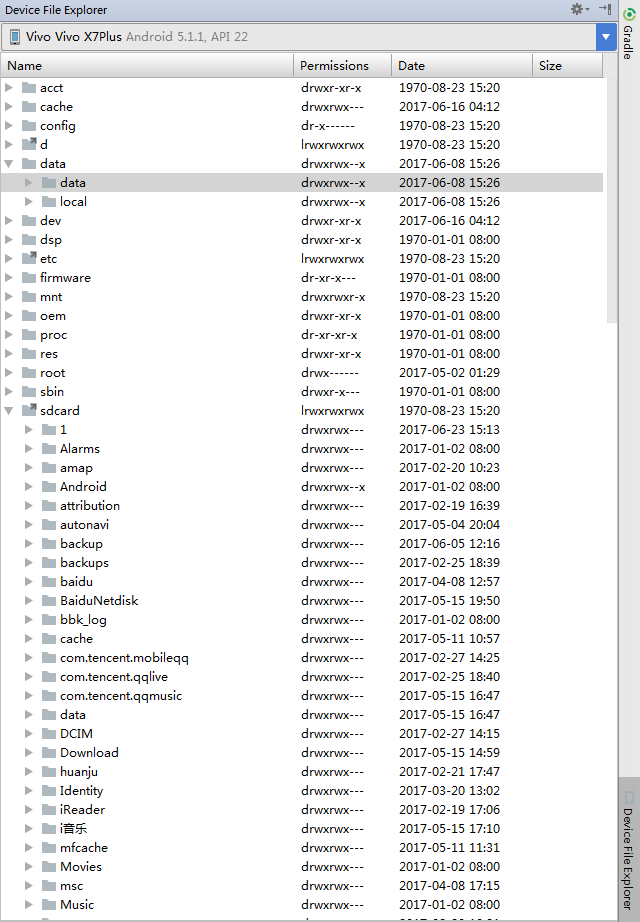 Device File Explorer
Vivo Vivo X7Plus Android 5.1.1, API 22
Name Permissions Date Size
acct drwxr-xr-x 1970-08-23 15:20
cache drwxrwx--- 2017-06-16 04:12
config dr-x------ 1970-08-23 15:20
d lrwxrwxrwx 1970-08-23 15:20
data drwxrwx--x 2017-06-08 15:26
data drwxrwx--x 2017-06-08 15:26
local drwxrwx--x 2017-06-08 15:26
dev drwxr-xr-x 2017-06-16 04:12
dsp drwxr-xr-x 1970-01-01 08:00
etc lrwxrwxrwx 1970-08-23 15:20
firmware dr-xr-x--- 1970-01-01 08:00
mnt drwxrwxr-x 1970-08-23 15:20
oem drwxr-xr-x 1970-01-01 08:00
proc dr-xr-xr-x 1970-01-01 08:00
res drwxr-xr-x 1970-01-01 08:00
root drwx------ 2017-05-02 01:29
sbin drwxr-x--- 1970-01-01 08:00
sdcard lrwxrwxrwx 1970-08-23 15:20
1 drwxrwx--- 2017-06-23 15:13
Alarms drwxrwx--- 2017-01-02 08:00
amap drwxrwx--- 2017-02-20 10:23
Android drwxrwx--x 2017-01-02 08:00
attribution drwxrwx--- 2017-02-19 16:39
autonavi drwxrwx--- 2017-05-04 20:04
backup drwxrwx--- 2017-06-05 12:16
backups drwxrwx--- 2017-02-25 18:39
baidu drwxrwx--- 2017-04-08 12:57
BaiduNetdisk drwxrwx--- 2017-05-15 19:50
bbk_log drwxrwx--- 2017-01-02 08:00
cache drwxrwx--- 2017-05-11 10:57
com.tencent.mobileqq drwxrwx--- 2017-02-27 14:25
com.tencent.qqlive drwxrwx--- 2017-02-25 18:40
com.tencent.qqmusic drwxrwx--- 2017-05-15 16:47
data drwxrwx--- 2017-05-15 16:47
DCIM drwxrwx--- 2017-02-27 14:15
Download drwxrwx--- 2017-05-15 14:59
huanju drwxrwx--- 2017-02-21 17:47
Identity drwxrwx--- 2017-03-20 13:02
iReader drwxrwx--- 2017-02-19 17:06
i音乐 drwxrwx--- 2017-05-15 17:10
mfcache drwxrwx--- 2017-05-11 11:31
Movies drwxrwx--- 2017-01-02 08:00
msc drwxrwx--- 2017-04-08 17:15
Music drwxrwx--- 2017-01-02 08:00
Gradle
Device File Explorer